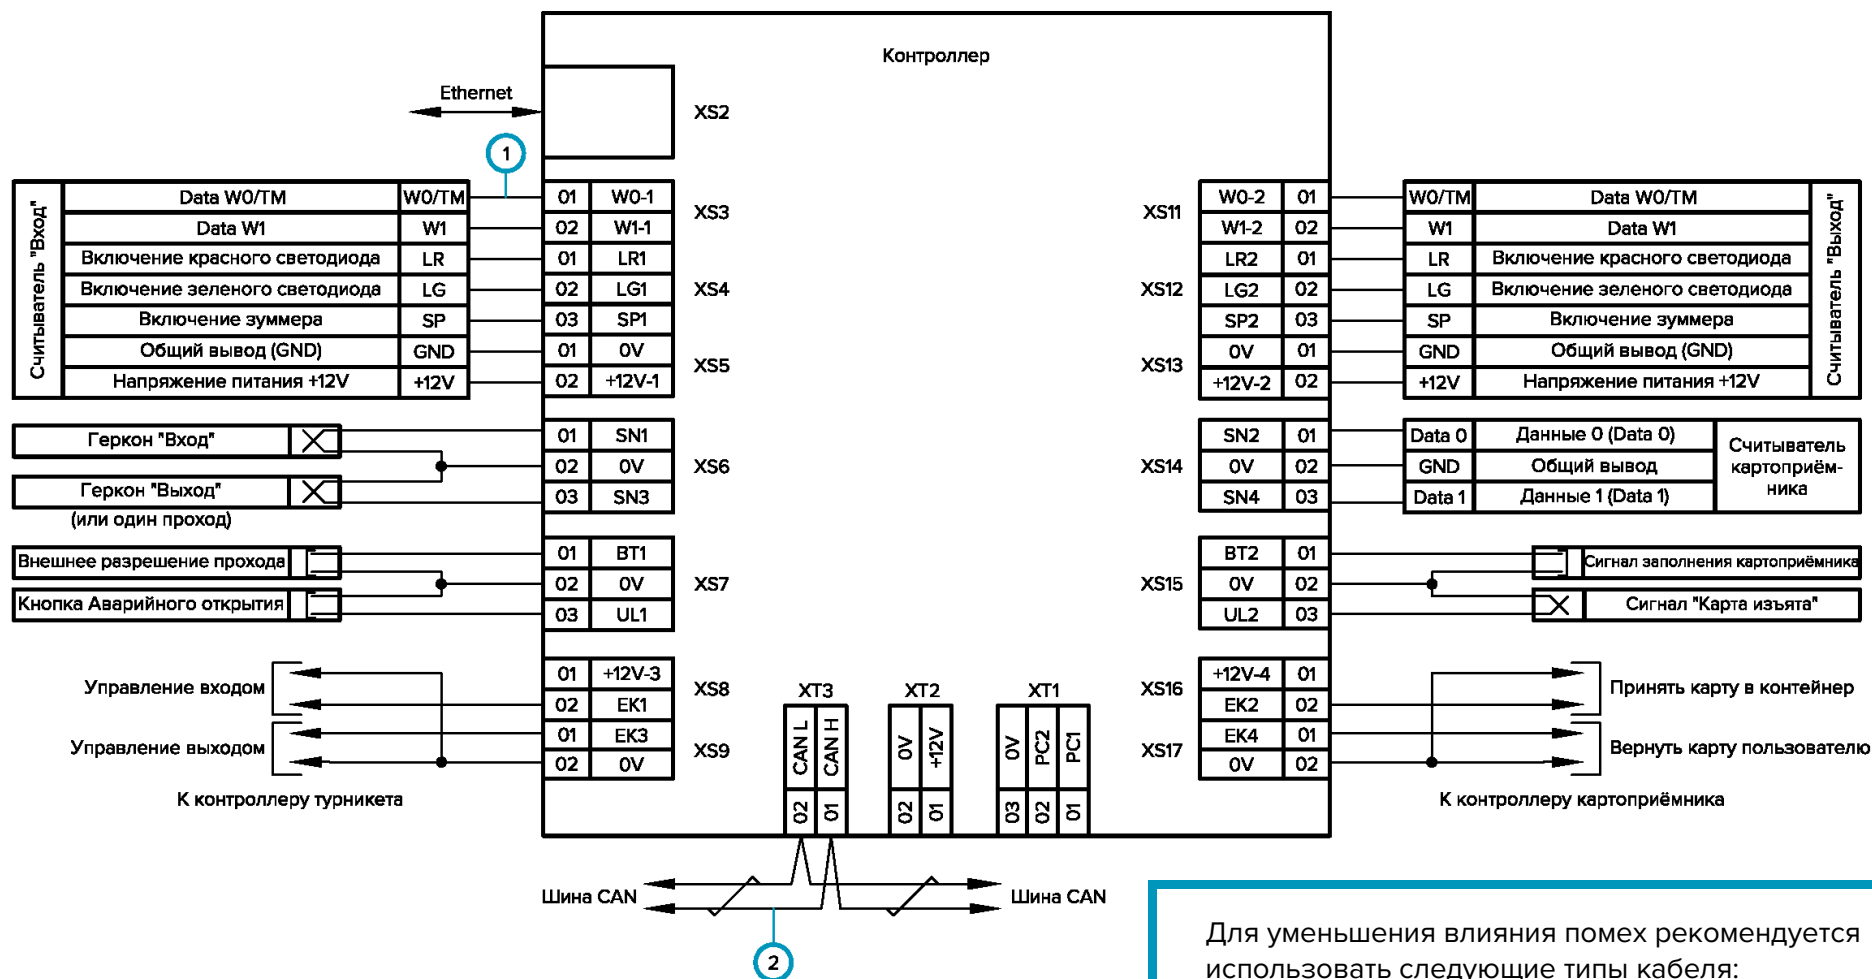 Контроллер
Ethernet
XS2
1
Считыватель "Вход"
Data W0/TM W0/TM 01 W0-1
Data W1 W1 02 W1-1
XS3
Включение красного светодиода LR 01 LR1
Включение зеленого светодиода LG 02 LG1
Включение зуммера SP 03 SP1
XS4
Общий вывод (GND) GND 01 0V
Напряжение питания +12V +12V 02 +12V-1
XS5
Геркон "Вход" 01 SN1
02 0V
Геркон "Выход" 03 SN3
(или один проход)
XS6
Внешнее разрешение прохода 01 BT1
02 0V
Кнопка Аварийного открытия 03 UL1
XS7
Управление входом
01 +12V-3
02 EK1
XS8
Управление выходом
01 EK3
02 0V
XS9
К контроллеру турникета
XS11
W0-2 01 W0/TM Data W0/TM
W1-2 02 W1 Data W1
XS12
LR2 01 LR Включение красного светодиода
LG2 02 LG Включение зеленого светодиода
SP2 03 SP Включение зуммера
XS13
0V 01 GND Общий вывод (GND)
+12V-2 02 +12V Напряжение питания +12V
Считыватель "Выход"
XS14
SN2 01 Data 0 Данные 0 (Data 0)
0V 02 GND Общий вывод
SN4 03 Data 1 Данные 1 (Data 1)
Считыватель
картоприём-
ника
XS15
BT2 01 Сигнал заполнения картоприёмника
0V 02
UL2 03 Сигнал "Карта изъята"
XS16
+12V-4 01
EK2 02
Принять карту в контейнер
XS17
EK4 01
0V 02
Вернуть карту пользователю
К контроллеру картоприёмника
XT3
CAN L 02
CAN H 01
XT2
0V 02
+12V 01
XT1
0V 03
PC2 02
PC1 01
Шина CAN
Шина CAN
2
Для уменьшения влияния помех рекомендуется
использовать следующие типы кабеля: